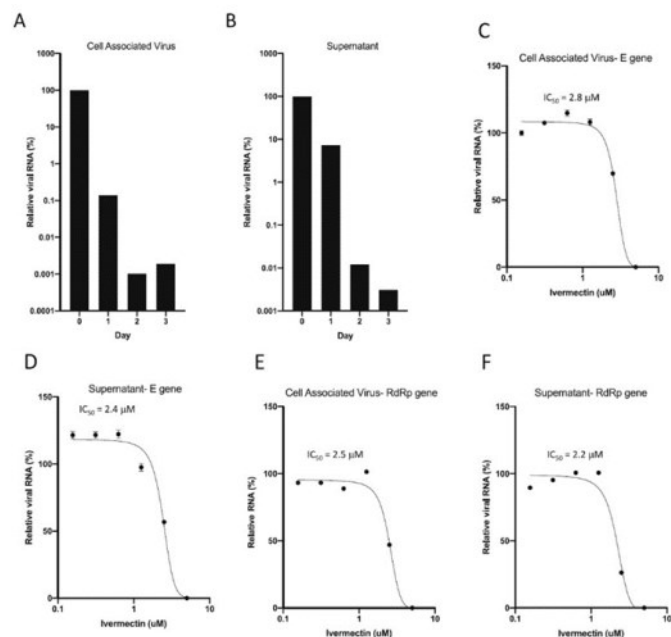 A
Cell Associated Virus
Relative viral RNA (%)
1000
100
10
1
0.1
0.01
0.001
0.0001
0 1 2 3
Day
B
Supernatant
Relative viral RNA (%)
1000
100
10
1
0.1
0.01
0.001
0 1 2 3
Day
C
Cell Associated Virus- E gene
IC50 = 2.8 µM
Relative viral RNA (%)
150
100
50
0
0.1 1 10
Ivermectin (uM)
D
Supernatant- E gene
IC50 = 2.4 µM
Relative viral RNA (%)
150
100
50
0
0.1 1 10
Ivermectin (uM)
E
Cell Associated Virus- RdRp gene
IC50 = 2.5 µM
Relative RNA (%)
150
100
50
0
0.1 1 10
Ivermectin (uM)
F
Supernatant- RdRp gene
IC50 = 2.2 µM
Relative viral RNA (%)
150
100
50
0
0.1 1 10
Ivermectin (uM)